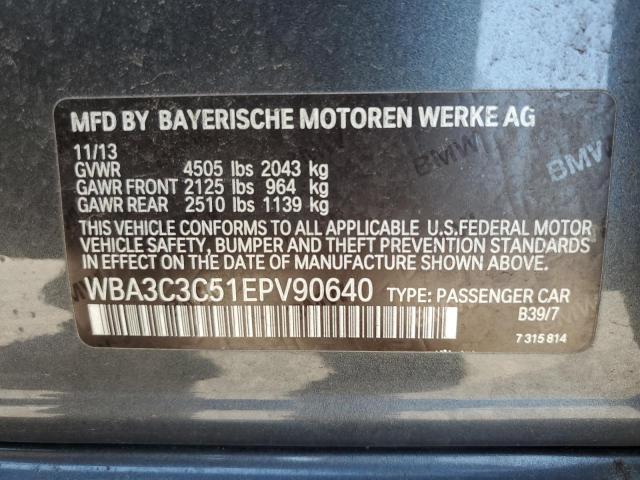 MFD BY BAYERISCHE MOTOREN WERKE AG
11/13
GVWR 4505 lbs 2043 kg
GAWR FRONT 2125 lbs 964 kg
GAWR REAR 2510 lbs 1139 kg
THIS VEHICLE CONFORMS TO ALL APPLICABLE U.S.FEDERAL MOTOR
VEHICLE SAFETY, BUMPER AND THEFT PREVENTION STANDARDS
IN EFFECT ON THE DATE OF MANUFACTURE SHOWN ABOVE.
WBA3C3C51EPV90640 TYPE: PASSENGER CAR
B39/7
7 315 814
BMW
BMW